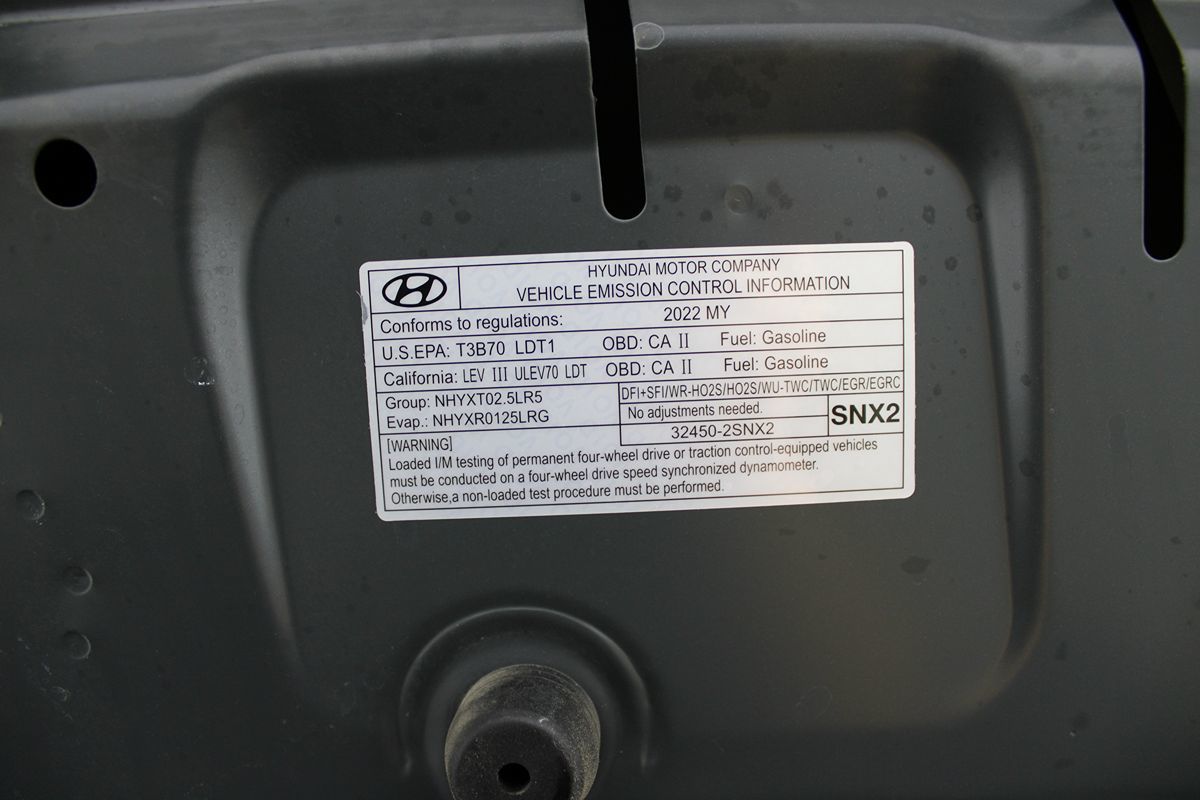 HYUNDAI MOTOR COMPANY
VEHICLE EMISSION CONTROL INFORMATION
Conforms to regulations: 2022 MY
U.S.EPA: T3B70 LDT1 OBD: CA II Fuel: Gasoline
California: LEV III ULEV70 LDT OBD: CA II Fuel: Gasoline
Group: NHYXT02.5LR5
Evap.: NHYXR0125LRG
DFI+SFI/WR-HO2S/HO2S/WU-TWC/TWC/EGR/EGRC
No adjustments needed.
32450-2SNX2
SNX2
[WARNING]
Loaded I/M testing of permanent four-wheel drive or traction control-equipped vehicles
must be conducted on a four-wheel drive speed synchronized dynamometer.
Otherwise,a non-loaded test procedure must be performed.